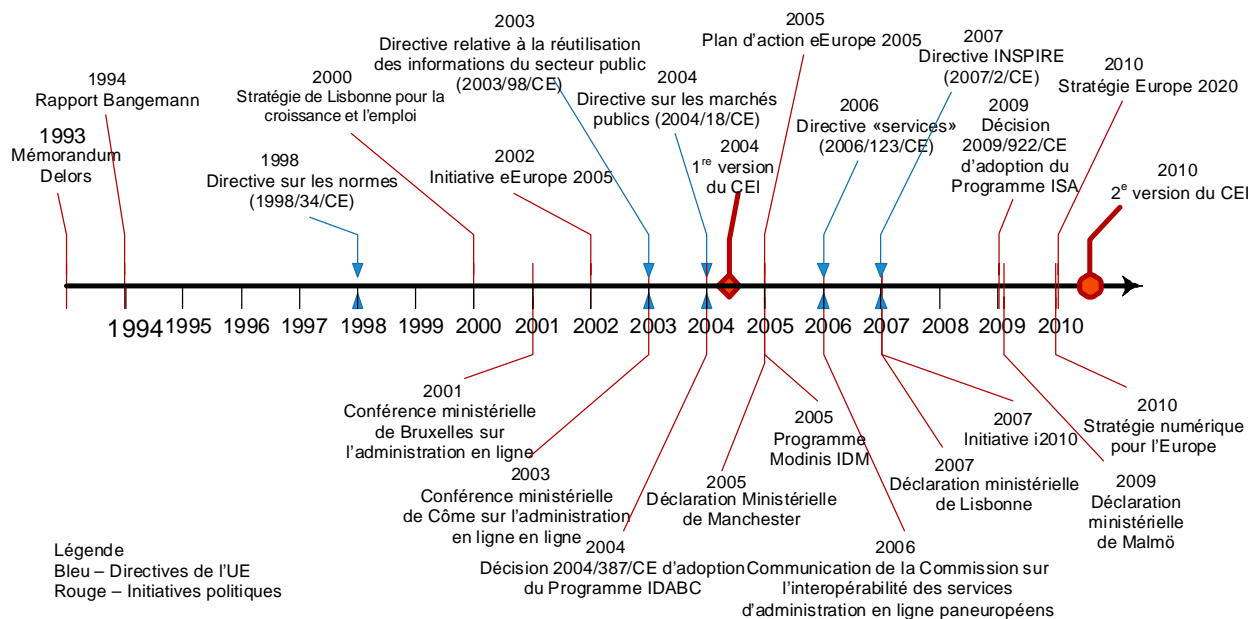 1993
Mémorandum
Delors
1994
Rapport Bangemann
1998
Directive sur les normes
(1998/34/CE)
2000
Stratégie de Lisbonne pour la
croissance et l'emploi
2002
Initiative eEurope 2005
2003
Directive relative à la réutilisation
des informations du secteur public
(2003/98/CE)
2004
Directive sur les marchés
publics (2004/18/CE)
2004
1re version
du CEI
2005
Plan d'action eEurope 2005
2006
Directive «services»
(2006/123/CE)
2007
Directive INSPIRE
(2007/2/CE)
2009
Décision
2009/922/CE
d'adoption du
Programme ISA
2010
Stratégie Europe 2020
2010
2e version du CEI
1994 1995 1996 1997 1998 1999 2000 2001 2002 2003 2004 2005 2006 2007 2008 2009 2010
2001
Conférence ministérielle
de Bruxelles sur
l'administration en ligne
2003
Conférence ministérielle
de Côme sur l'administration
en ligne en ligne
2004
Décision 2004/387/CE d'adoption
du Programme IDABC
2005
Déclaration Ministérielle
de Manchester
2005
Programme
Modinis IDM
2006
Communication de la Commission sur
l'interopérabilité des services
d'administration en ligne paneuropéens
2007
Déclaration ministérielle
de Lisbonne
2007
Initiative i2010
2009
Déclaration
ministérielle
de Malmö
2010
Stratégie numérique
pour l'Europe
Légende
Bleu – Directives de l'UE
Rouge – Initiatives politiques